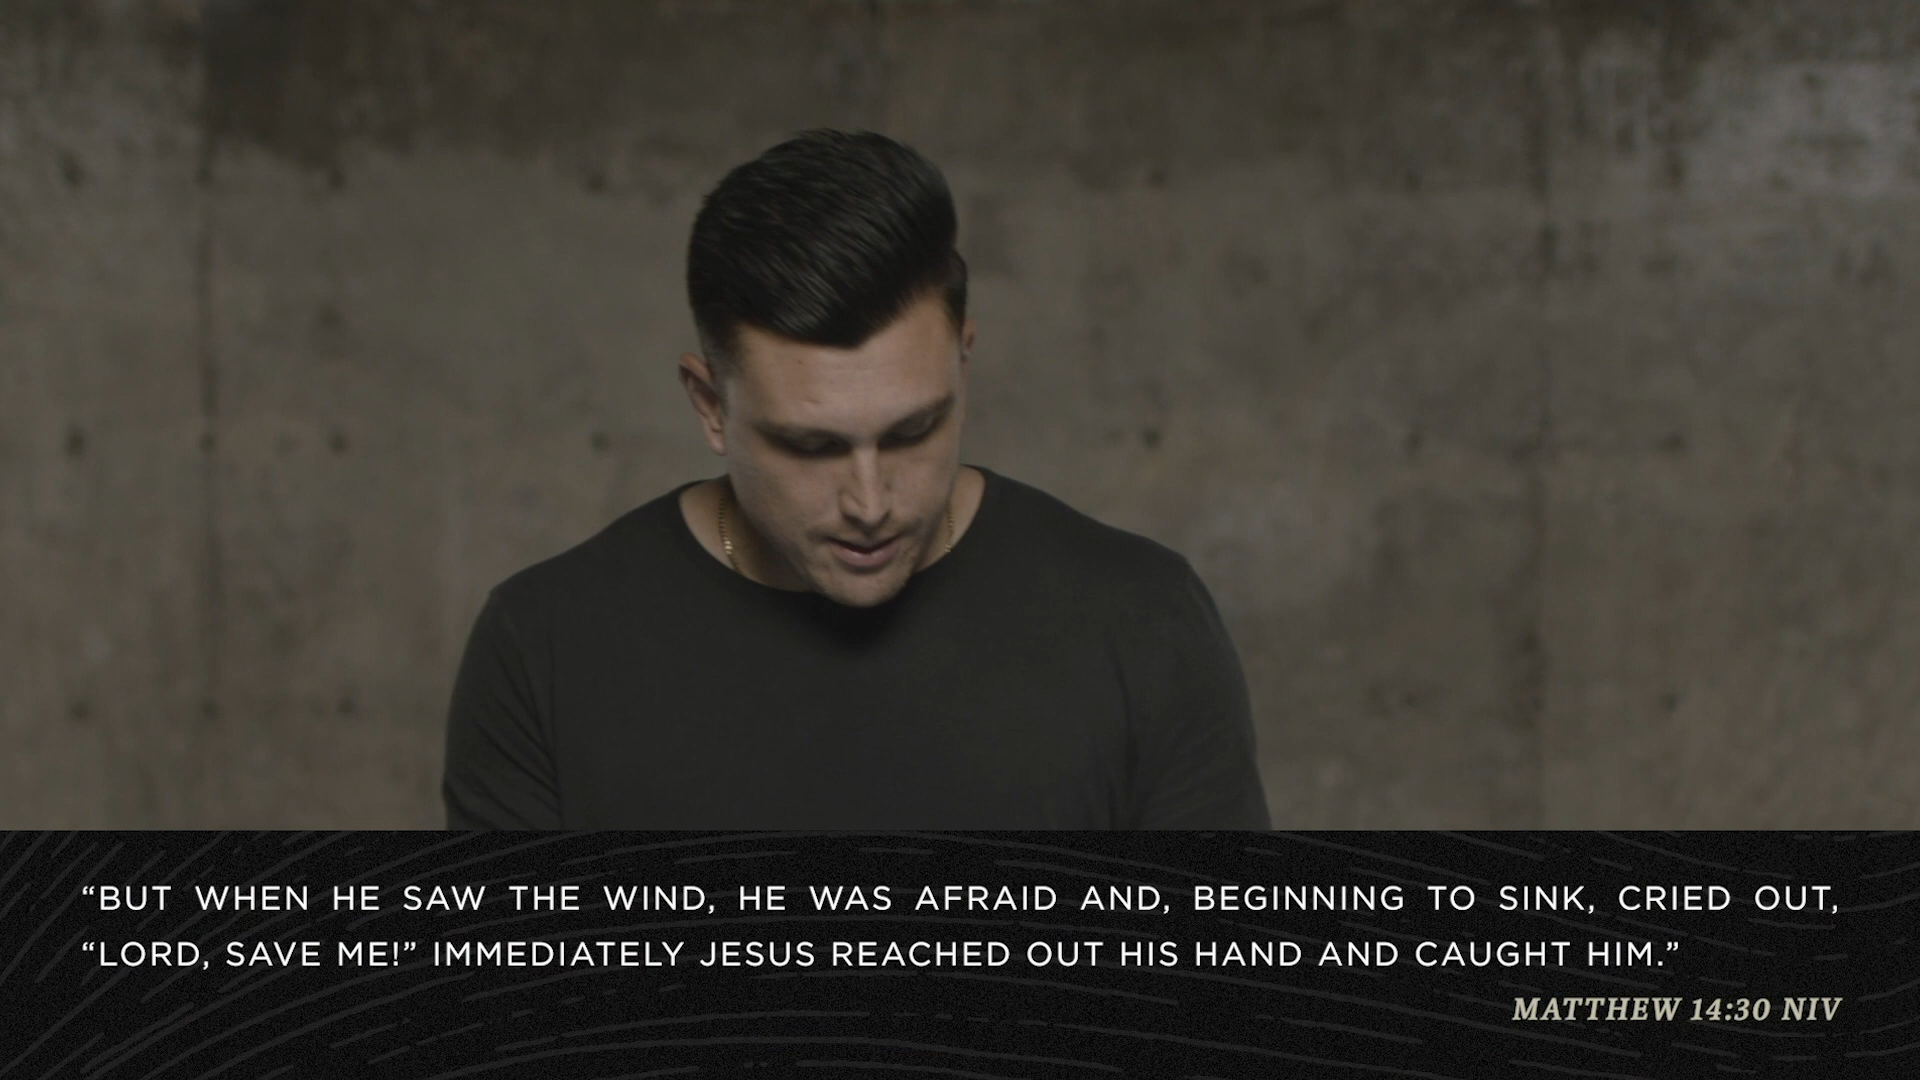 “BUT WHEN HE SAW THE WIND, HE WAS AFRAID AND, BEGINNING TO SINK, CRIED OUT,
“LORD, SAVE ME!” IMMEDIATELY JESUS REACHED OUT HIS HAND AND CAUGHT HIM.”
MATTHEW 14:30 NIV